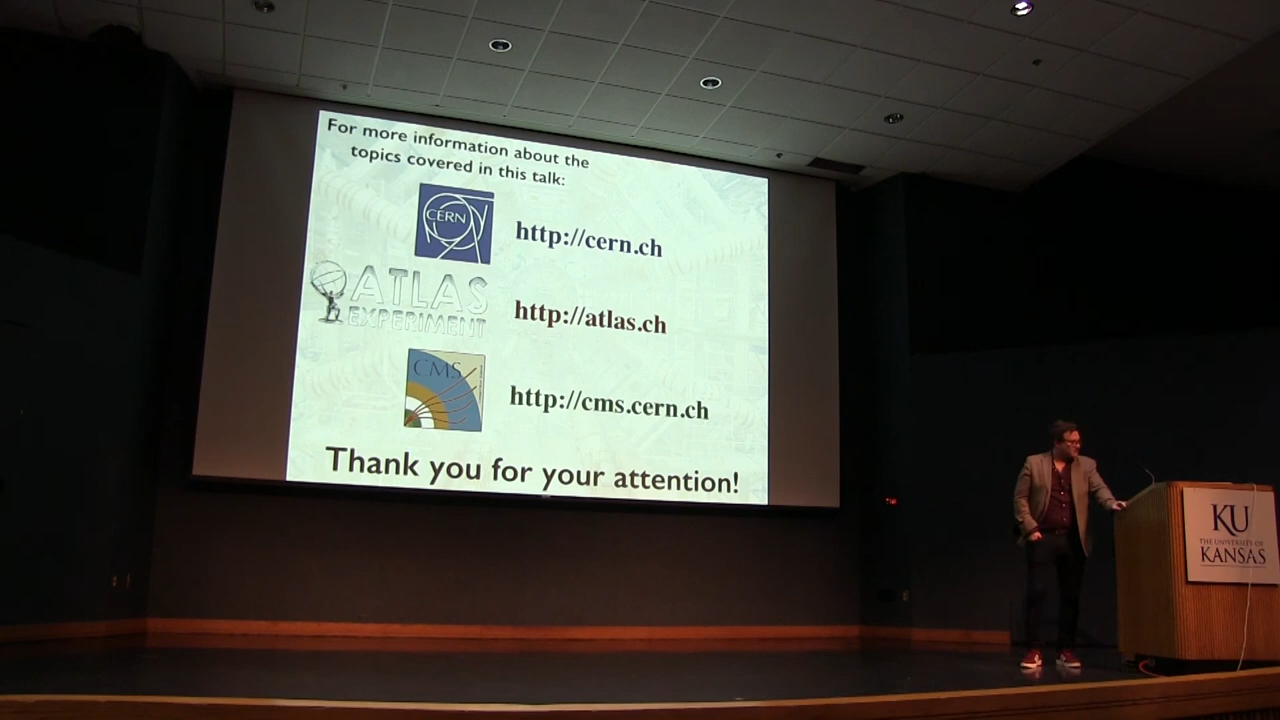 For more information about the
topics covered in this talk:
CERN
http://cern.ch
ATLAS
EXPERIMENT
http://atlas.ch
CMS
http://cms.cern.ch
Thank you for your attention!
KU
THE UNIVERSITY OF
KANSAS